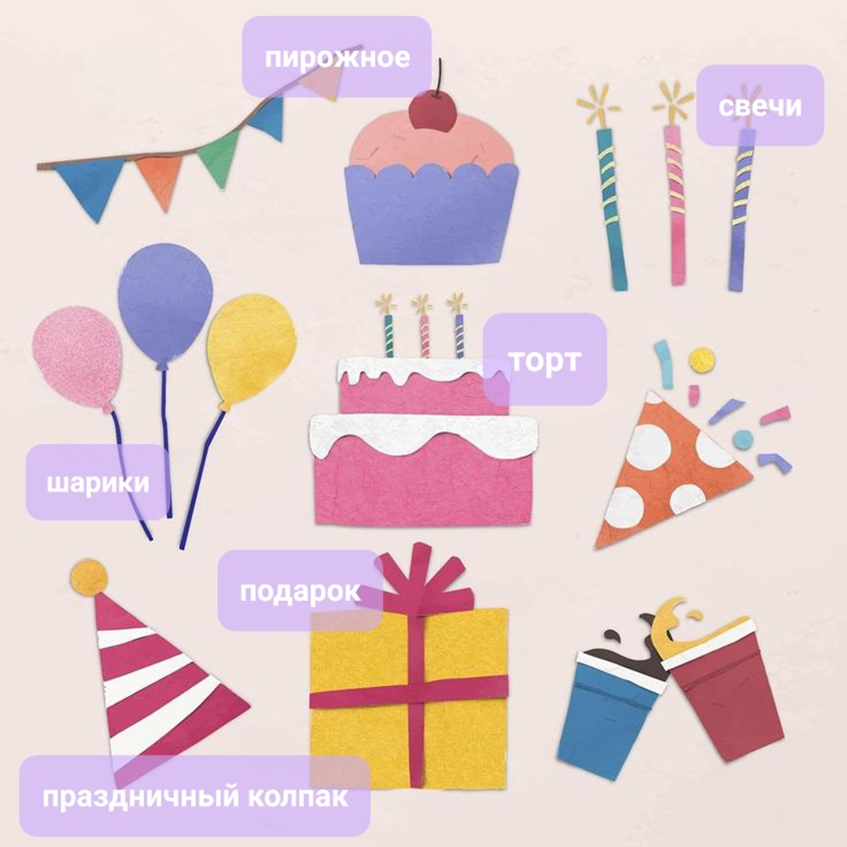 пирожное
свечи
торт
шарики
подарок
праздничный колпак